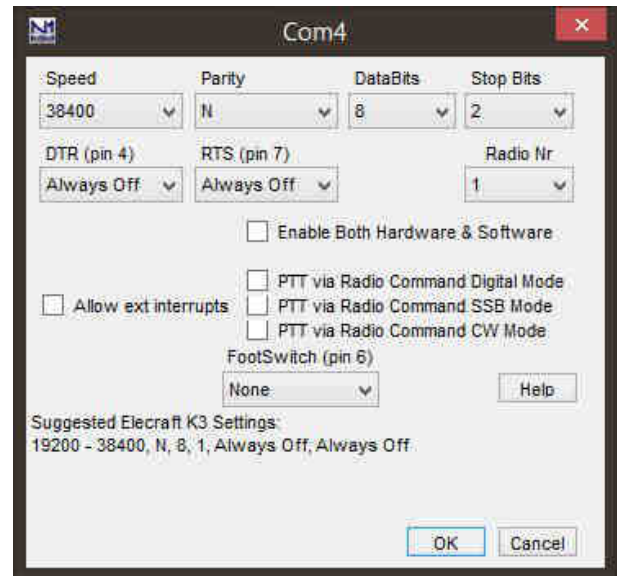 N1
Com4
Speed Parity DataBits Stop Bits
38400 N 8 2
DTR (pin 4) RTS (pin 7) Radio Nr
Always Off Always Off 1
Enable Both Hardware & Software
PTT via Radio Command Digital Mode
Allow ext interrupts PTT via Radio Command SSB Mode
PTT via Radio Command CW Mode
FootSwitch (pin 6)
None Help
Suggested Elecraft K3 Settings:
19200 - 38400, N, 8, 1, Always Off, Always Off
OK Cancel